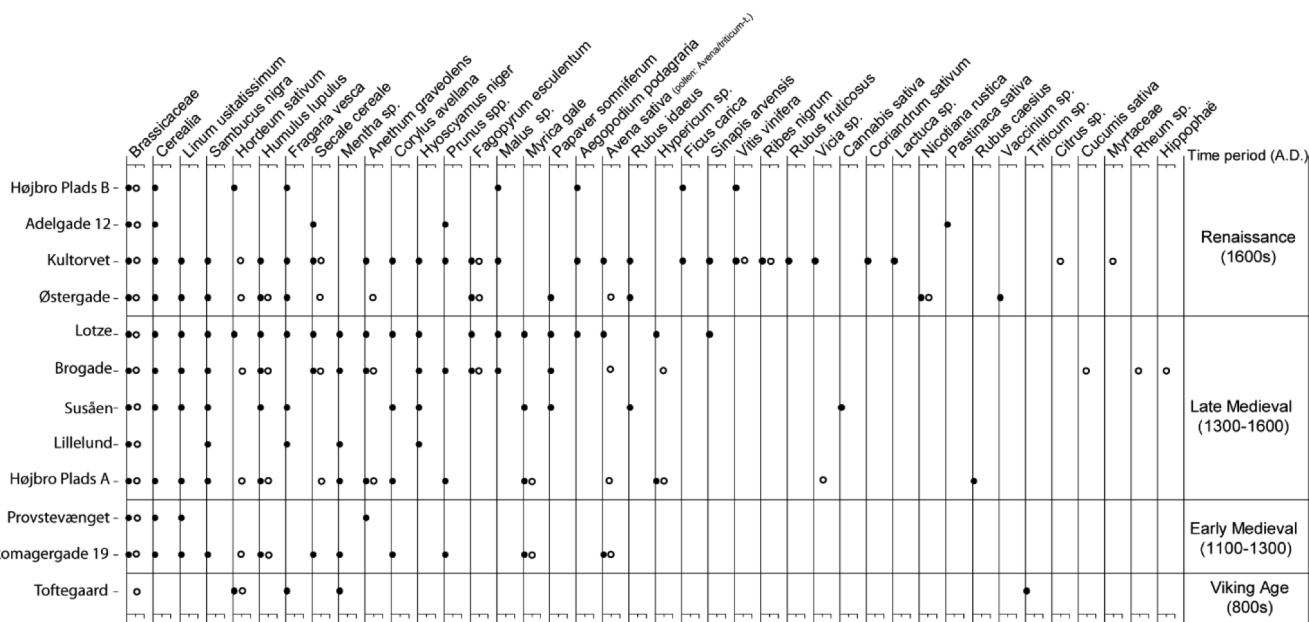 Brassicaceae
Cerealia
Linum usitatissimum
Sambucus nigra
Hordeum sativum
Humulus lupulus
Fragaria vesca
Secale cereale
Mentha sp.
Anethum graveolens
Corylus avellana
Hyoscyamus niger
Prunus spp.
Fagopyrum esculentum
Malus sp.
Myrica gale
Papaver somniferum
Aegopodium podagraria
Avena sativa (pollen: Avena/triticum-t.)
Rubus idaeus
Hypericum sp.
Ficus carica
Sinapis arvensis
Vitis vinifera
Ribes nigrum
Rubus fruticosus
Vicia sp.
Cannabis sativa
Coriandrum sativum
Lactuca sp.
Nicotiana rustica
Pastinaca sativa
Rubus caesius
Vaccinium sp.
Triticum sp.
Citrus sp.
Cucumis sativa
Myrtaceae
Rheum sp.
Hippophaë
Time period (A.D.)
Højbro Plads B
Adelgade 12
Kultorvet
Østergade
Renaissance
(1600s)
Lotze
Brogade
Susåen
Lillelund
Højbro Plads A
Late Medieval
(1300-1600)
Provstevænget
omagergade 19
Early Medieval
(1100-1300)
Toftegaard
Viking Age
(800s)